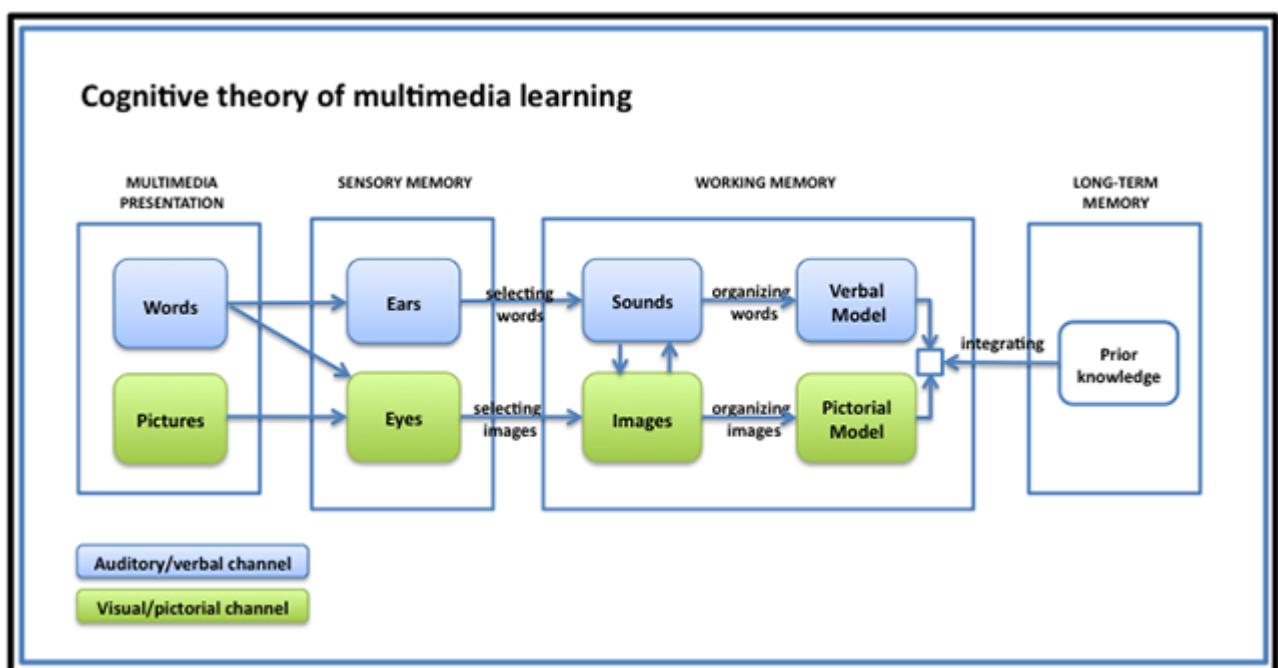 Cognitive theory of multimedia learning
MULTIMEDIA
PRESENTATION
SENSORY MEMORY
WORKING MEMORY
LONG-TERM
MEMORY
Words
Ears
selecting
words
Sounds
organizing
words
Verbal
Model
integrating
Prior
knowledge
Pictures
Eyes
selecting
images
Images
organizing
images
Pictorial
Model
Auditory/verbal channel
Visual/pictorial channel